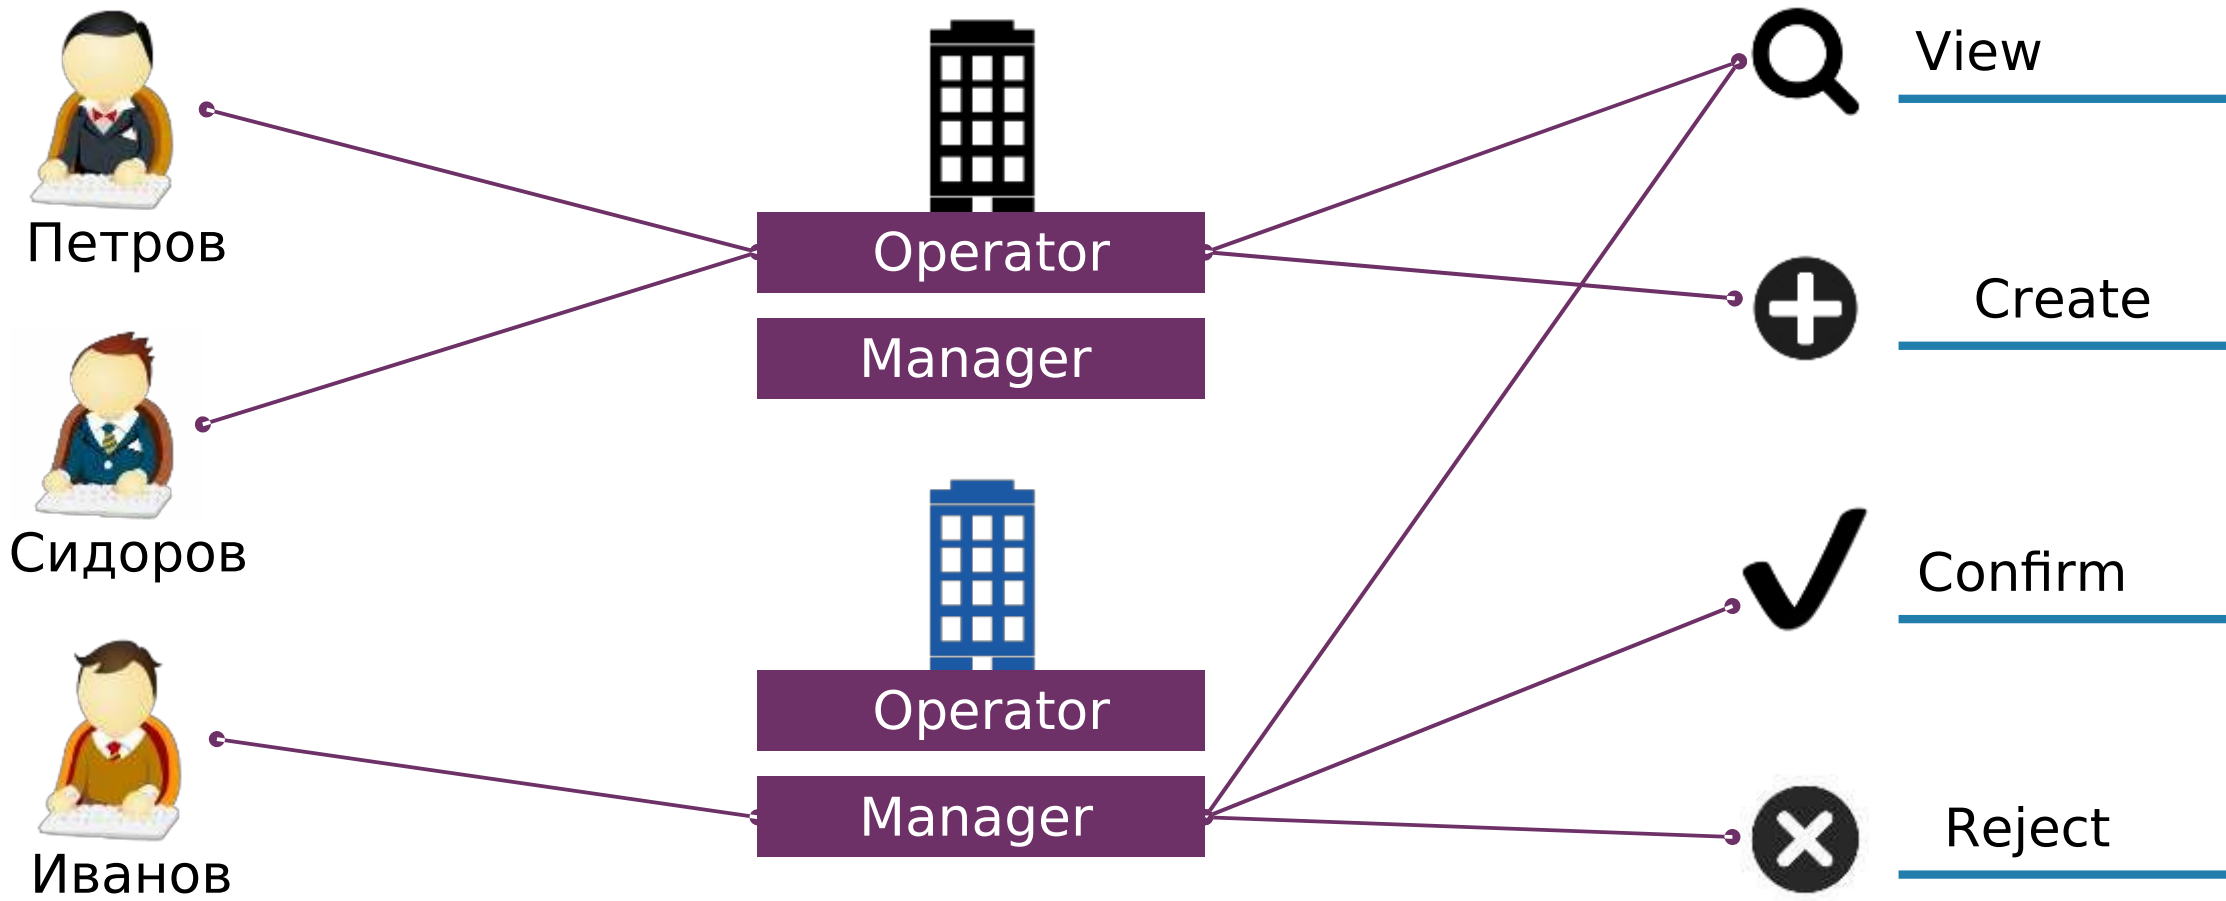 Петров
Сидоров
Иванов
Operator
Manager
Operator
Manager
View
Create
Confirm
Reject